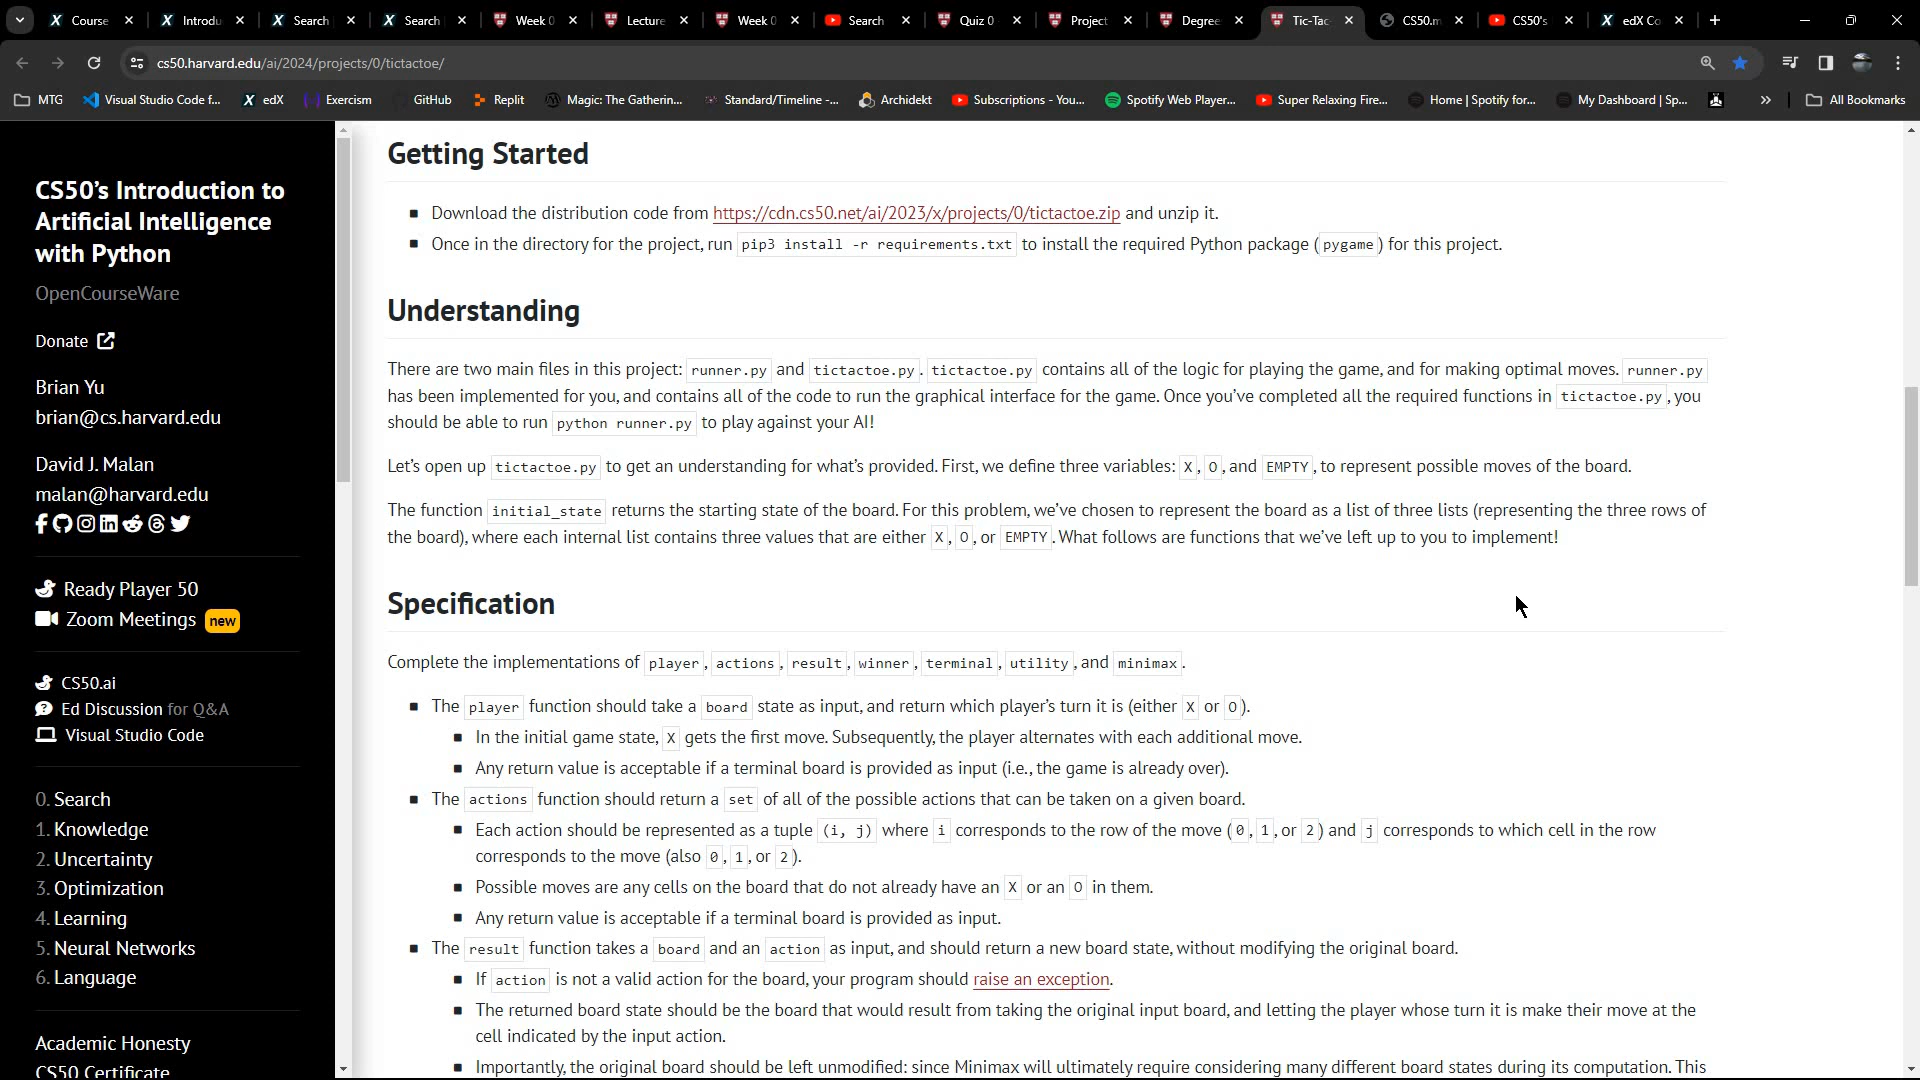 Course
Introdu
Search
Search
Week 0
Lecture
Week 0
Search
Quiz 0
Project
Degree
Tic-Tac
CS50.m
CS50's
edX Co
cs50.harvard.edu/ai/2024/projects/0/tictactoe/
MTG
Visual Studio Code f...
edX
Exercism
GitHub
Replit
Magic: The Gatherin...
Standard/Timeline -...
Archidekt
Subscriptions - You...
Spotify Web Player...
Super Relaxing Fire...
Home | Spotify for...
My Dashboard | Sp...
All Bookmarks
CS50’s Introduction to
Artificial Intelligence
with Python
OpenCourseWare
Donate
Brian Yu
brian@cs.harvard.edu
David J. Malan
malan@harvard.edu
Ready Player 50
Zoom Meetings new
CS50.ai
Ed Discussion for Q&A
Visual Studio Code
0. Search
1. Knowledge
2. Uncertainty
3. Optimization
4. Learning
5. Neural Networks
6. Language
Academic Honesty
CS50 Certificate
Getting Started
Download the distribution code from https://cdn.cs50.net/ai/2023/x/projects/0/tictactoe.zip and unzip it.
Once in the directory for the project, run pip3 install -r requirements.txt to install the required Python package (pygame) for this project.
Understanding
There are two main files in this project: runner.py and tictactoe.py. tictactoe.py contains all of the logic for playing the game, and for making optimal moves. runner.py
has been implemented for you, and contains all of the code to run the graphical interface for the game. Once you’ve completed all the required functions in tictactoe.py, you
should be able to run python runner.py to play against your AI!
Let’s open up tictactoe.py to get an understanding for what’s provided. First, we define three variables: X, O, and EMPTY, to represent possible moves of the board.
The function initial_state returns the starting state of the board. For this problem, we’ve chosen to represent the board as a list of three lists (representing the three rows of
the board), where each internal list contains three values that are either X, O, or EMPTY. What follows are functions that we’ve left up to you to implement!
Specification
Complete the implementations of player, actions, result, winner, terminal, utility, and minimax.
The player function should take a board state as input, and return which player’s turn it is (either X or O).
In the initial game state, X gets the first move. Subsequently, the player alternates with each additional move.
Any return value is acceptable if a terminal board is provided as input (i.e., the game is already over).
The actions function should return a set of all of the possible actions that can be taken on a given board.
Each action should be represented as a tuple (i, j) where i corresponds to the row of the move (0, 1, or 2) and j corresponds to which cell in the row
corresponds to the move (also 0, 1, or 2).
Possible moves are any cells on the board that do not already have an X or an O in them.
Any return value is acceptable if a terminal board is provided as input.
The result function takes a board and an action as input, and should return a new board state, without modifying the original board.
If action is not a valid action for the board, your program should raise an exception.
The returned board state should be the board that would result from taking the original input board, and letting the player whose turn it is make their move at the
cell indicated by the input action.
Importantly, the original board should be left unmodified: since Minimax will ultimately require considering many different board states during its computation. This